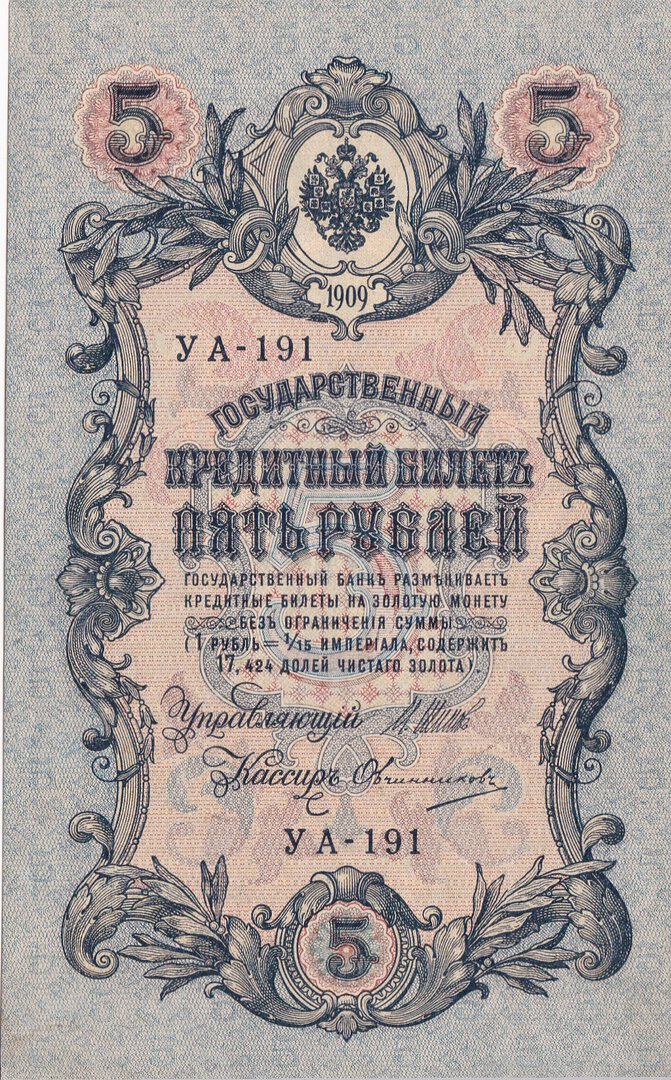 5 5
1909
УА-191
ГОСУДАРСТВЕННЫЙ
КРЕДИТНЫЙ БИЛЕТЪ
ПЯТЬ РУБЛЕЙ
ГОСУДАРСТВЕННЫЙ БАНКЪ РАЗМѢНИВАЕТЪ
КРЕДИТНЫЕ БИЛЕТЫ НА ЗОЛОТУЮ МОНЕТУ
БЕЗЪ ОГРАНИЧЕНІЯ СУММЫ
(1 РУБЛЬ = 1/15 ИМПЕРІАЛА, СОДЕРЖИТЪ
17,424 ДОЛЕЙ ЧИСТАГО ЗОЛОТА).
Управляющій
Кассиръ Овчинниковъ
УА-191
5